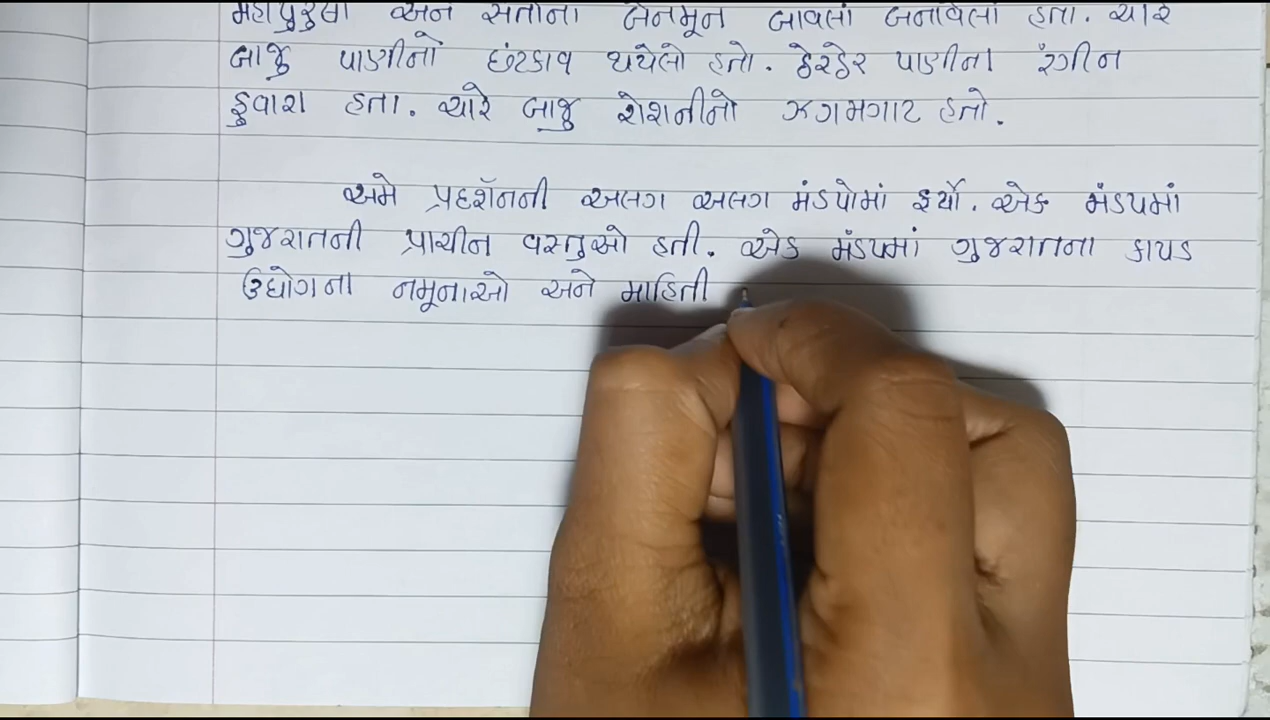 મહાપુરુષો અને સંતોના બેનમૂન બાવલાં બનાવેલાં હતા. ચારે
બાજુ પાણીનો છંટકાવ થયેલો હતો. ઠેરઠેર પાણીના રંગીન
ફુવારા હતા. ચારે બાજુ રોશનીનો ઝગમગાટ હતો.
અમે પ્રદર્શનની અલગ અલગ મંડપોમાં ફર્યા. એક મંડપમાં
ગુજરાતની પ્રાચીન વસ્તુઓ હતી. એક મંડપમાં ગુજરાતના કાપડ
ઉદ્યોગના નમૂનાઓ અને માહિતી